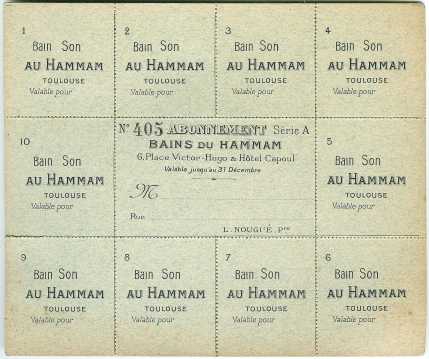 1
Bain Son
AU HAMMAM
TOULOUSE
Valable pour
2
Bain Son
AU HAMMAM
TOULOUSE
Valable pour
3
Bain Son
AU HAMMAM
TOULOUSE
Valable pour
4
Bain Son
AU HAMMAM
TOULOUSE
Valable pour
10
Bain Son
AU HAMMAM
TOULOUSE
Valable pour
N° 405 ABONNEMENT Série A
BAINS DU HAMMAM
6, Place Victor-Hugo & Hôtel Capoul
Valable jusqu'au 31 Décembre
M
Rue
L. NOUGUÉ, Pre
5
Bain Son
AU HAMMAM
TOULOUSE
Valable pour
9
Bain Son
AU HAMMAM
TOULOUSE
Valable pour
8
Bain Son
AU HAMMAM
TOULOUSE
Valable pour
7
Bain Son
AU HAMMAM
TOULOUSE
Valable pour
6
Bain Son
AU HAMMAM
TOULOUSE
Valable pour